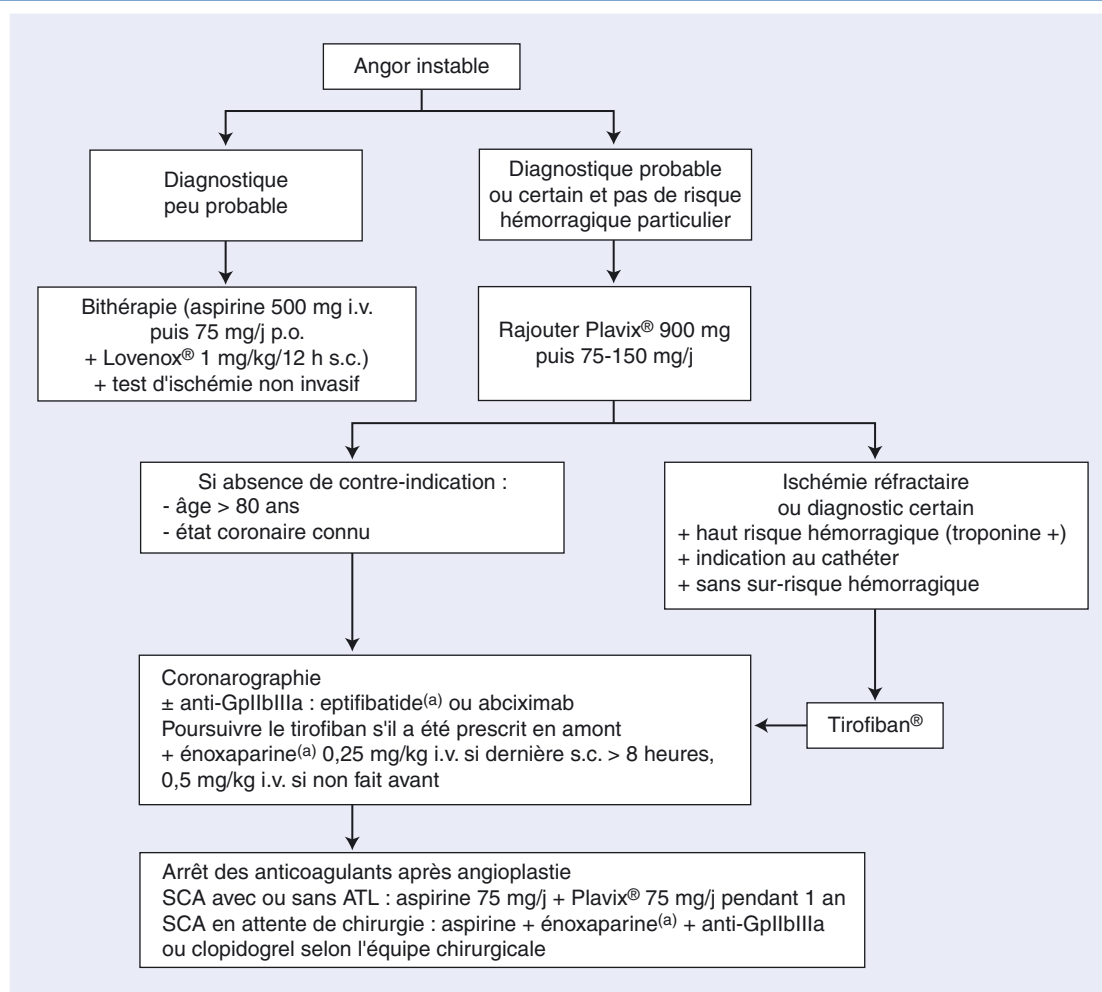 Angor instable
Diagnostique
peu probable
Diagnostique probable
ou certain et pas de risque
hémorragique particulier
Bithérapie (aspirine 500 mg i.v.
puis 75 mg/j p.o.
+ Lovenox® 1 mg/kg/12 h s.c.)
+ test d'ischémie non invasif
Rajouter Plavix® 900 mg
puis 75-150 mg/j
Si absence de contre-indication :
- âge > 80 ans
- état coronaire connu
Ischémie réfractaire
ou diagnostic certain
+ haut risque hémorragique (troponine +)
+ indication au cathéter
+ sans sur-risque hémorragique
Coronarographie
± anti-GpIIbIIIa : eptifibatide(a) ou abciximab
Poursuivre le tirofiban s'il a été prescrit en amont
+ énoxaparine(a) 0,25 mg/kg i.v. si dernière s.c. > 8 heures,
0,5 mg/kg i.v. si non fait avant
Tirofiban®
Arrêt des anticoagulants après angioplastie
SCA avec ou sans ATL : aspirine 75 mg/j + Plavix® 75 mg/j pendant 1 an
SCA en attente de chirurgie : aspirine + énoxaparine(a) + anti-GpIIbIIIa
ou clopidogrel selon l'équipe chirurgicale